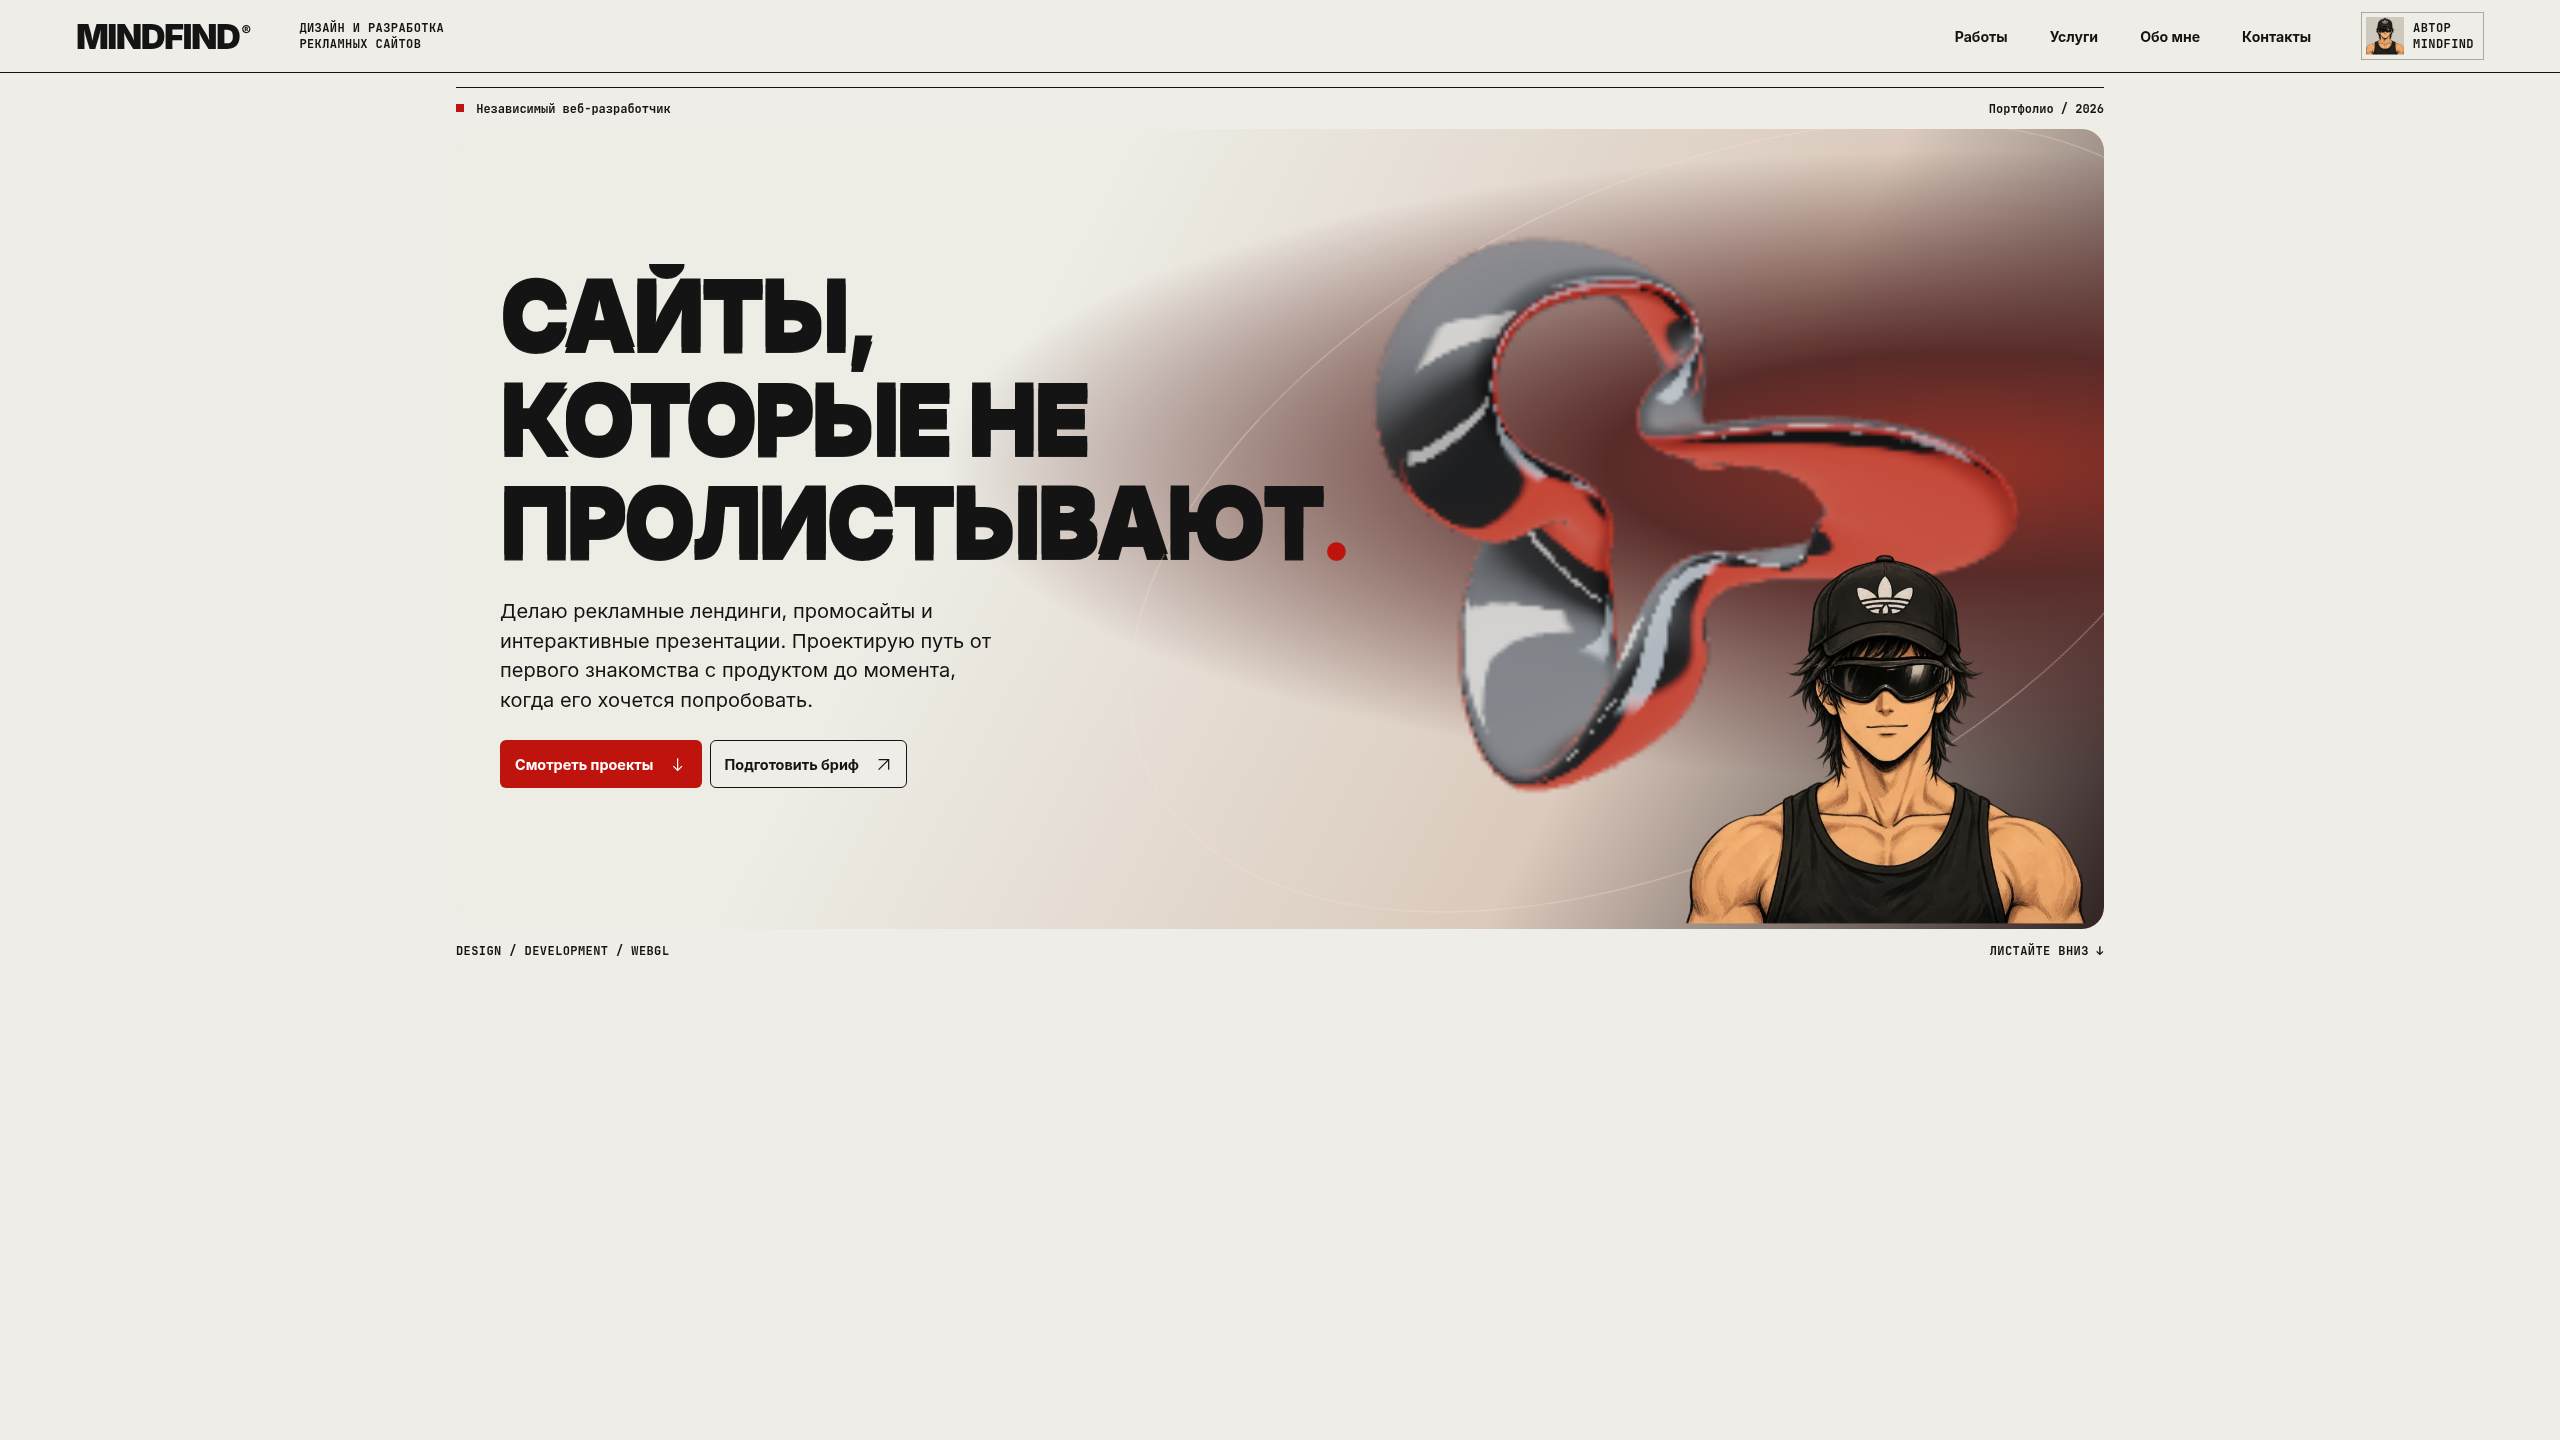 MINDFIND®
ДИЗАЙН И РАЗРАБОТКА
РЕКЛАМНЫХ САЙТОВ
Работы
Услуги
Обо мне
Контакты
АВТОР
MINDFIND
Независимый веб-разработчик
Портфолио / 2026
САЙТЫ,
КОТОРЫЕ НЕ
ПРОЛИСТЫВАЮТ.
Делаю рекламные лендинги, промосайты и
интерактивные презентации. Проектирую путь от
первого знакомства с продуктом до момента,
когда его хочется попробовать.
Смотреть проекты ↓
Подготовить бриф ↗
DESIGN / DEVELOPMENT / WEBGL
ЛИСТАЙТЕ ВНИЗ ↓